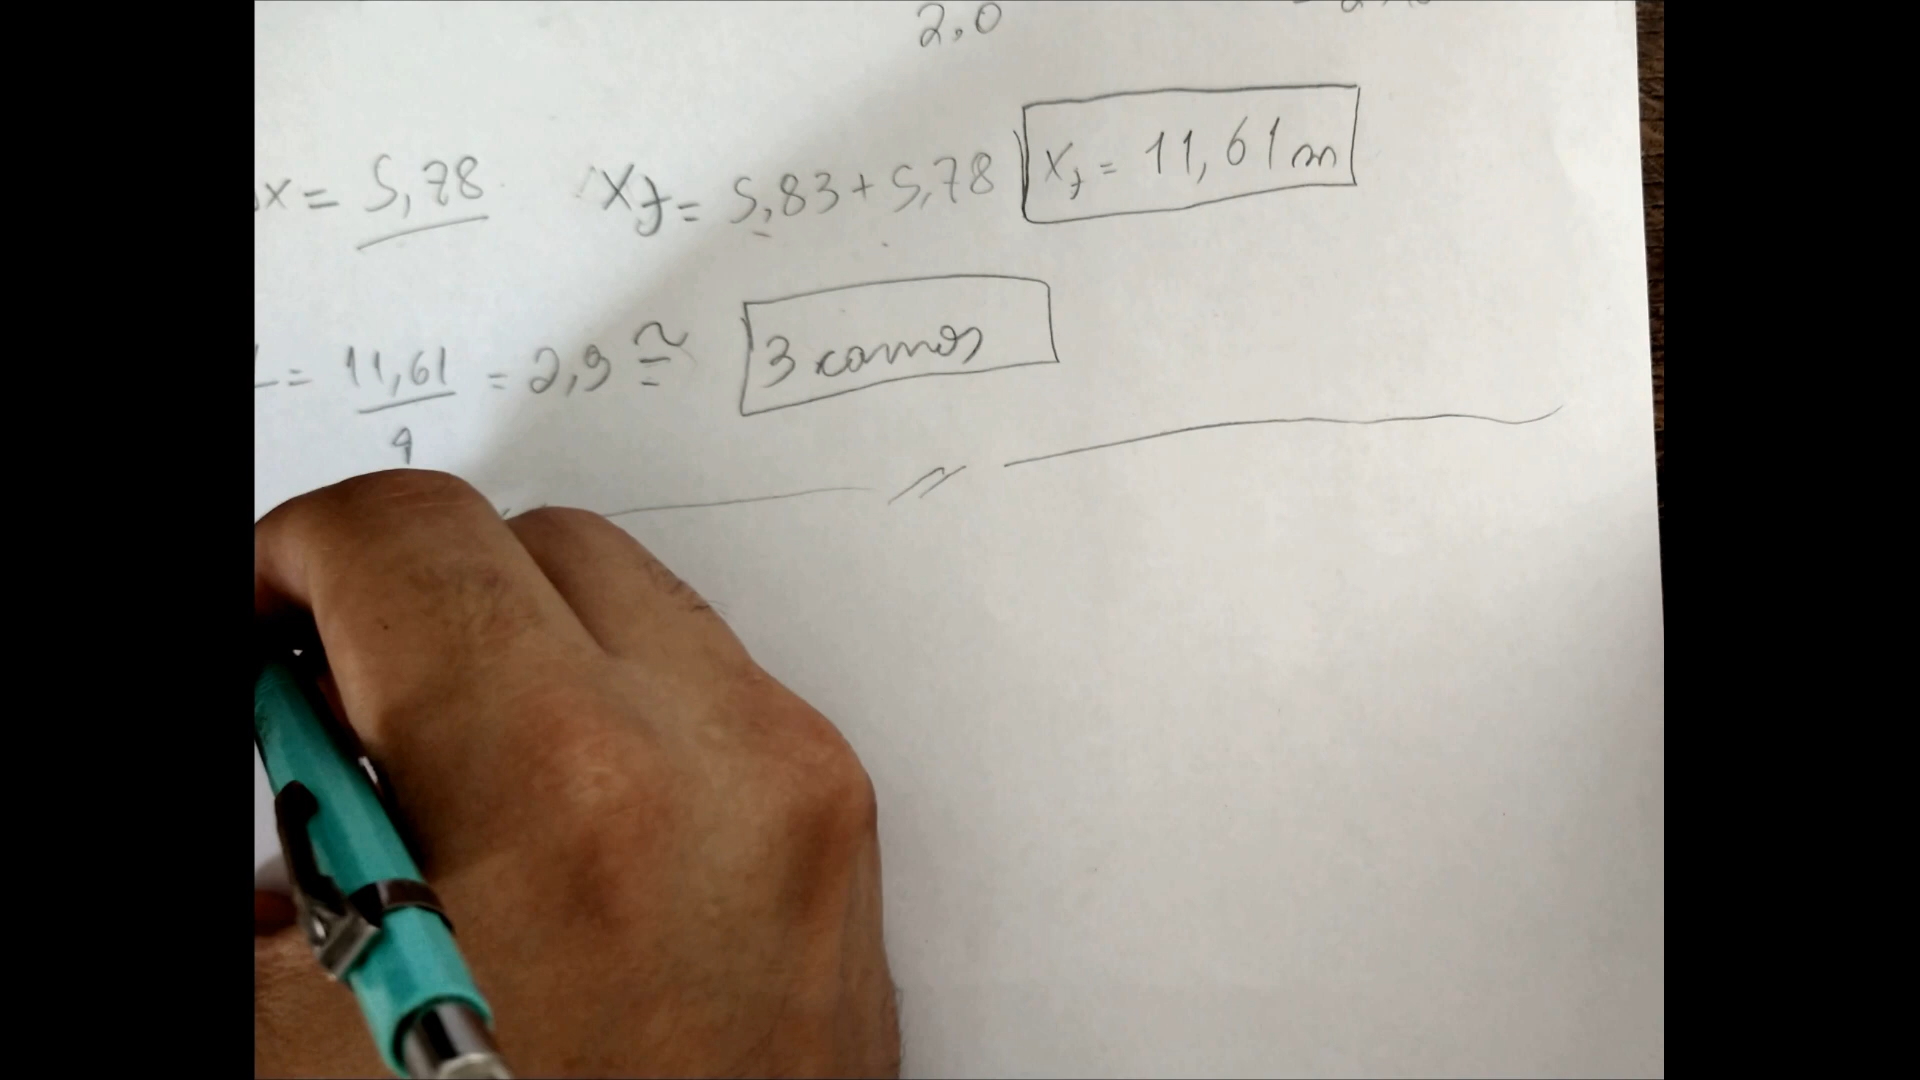 2,0
x = 5,78 Xf = 5,83 + 5,78 Xf = 11,61 m
= 11,61 / 4 = 2,9 ≅ 3 carros